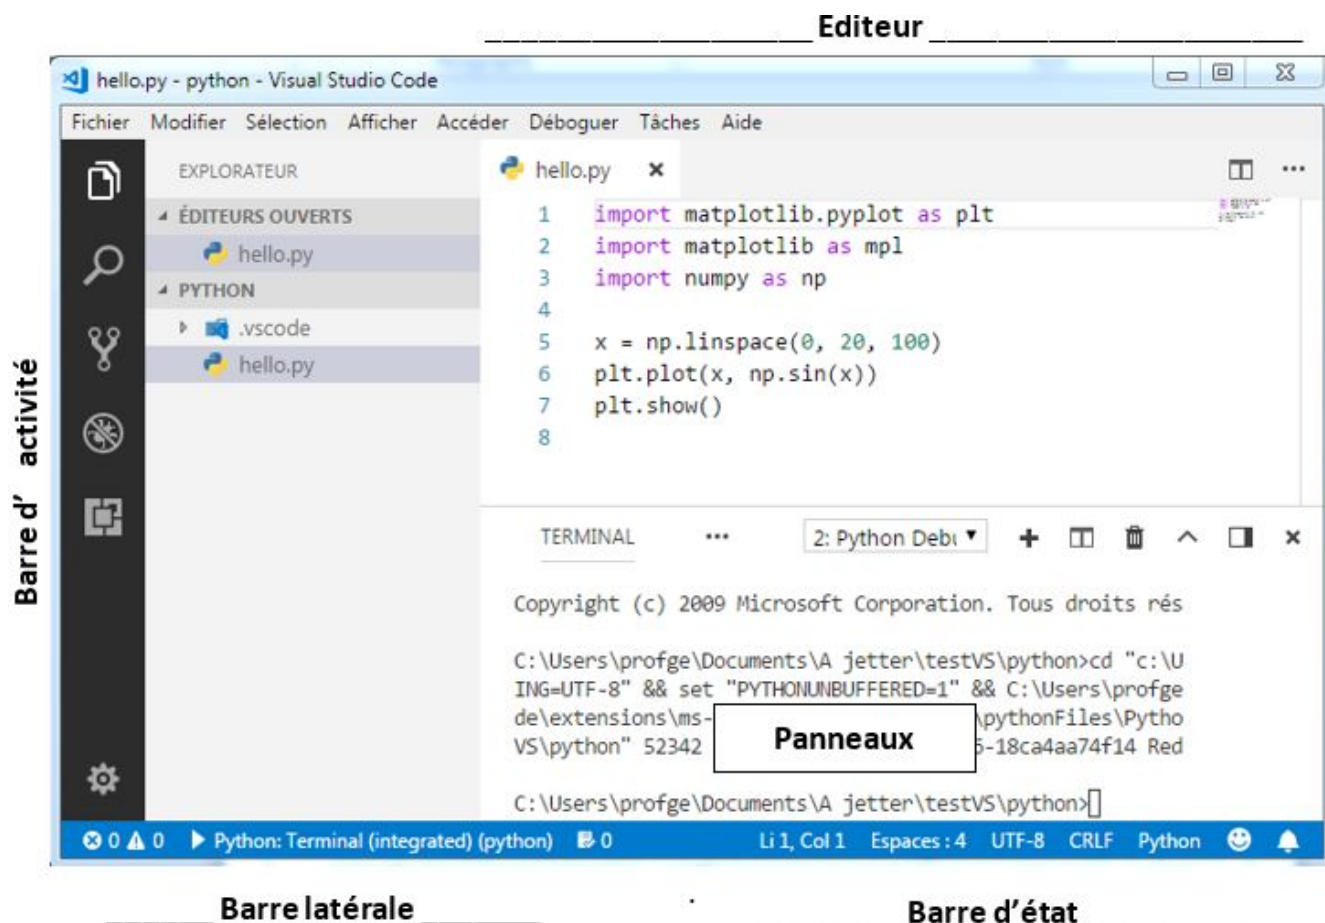 Editeur
hello.py - python - Visual Studio Code
Fichier Modifier Sélection Afficher Accéder Déboguer Tâches Aide
EXPLORATEUR
ÉDITEURS OUVERTS
hello.py
PYTHON
.vscode
hello.py
hello.py
1 import matplotlib.pyplot as plt
2 import matplotlib as mpl
3 import numpy as np
4
5 x = np.linspace(0, 20, 100)
6 plt.plot(x, np.sin(x))
7 plt.show()
8
Barre d' activité
TERMINAL ... 2: Python Debu
Copyright (c) 2009 Microsoft Corporation. Tous droits rés
C:\Users\profge\Documents\A jetter\testVS\python>cd "c:\U
ING=UTF-8" && set "PYTHONUNBUFFERED=1" && C:\Users\profge
de\extensions\ms- \pythonFiles\Pytho
VS\python" 52342 -18ca4aa74f14 Red
Panneaux
C:\Users\profge\Documents\A jetter\testVS\python>
0 0 Python: Terminal (integrated) (python) 0 Li 1, Col 1 Espaces : 4 UTF-8 CRLF Python
Barre latérale
Barre d'état